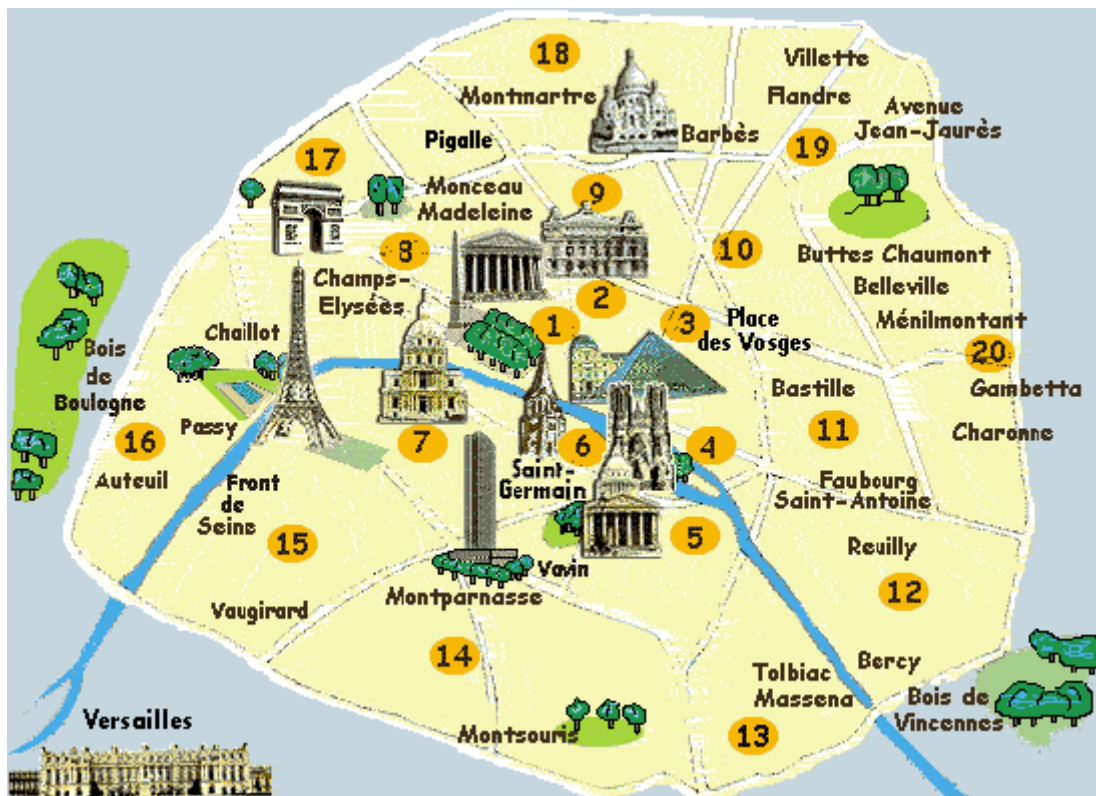 18
Villette
Montmartre
Flandre
Avenue
Jean-Jaurès
Barbès
Pigalle
17
19
Monceau
Madeleine
9
8
10
Buttes Chaumont
Champs-
Elysées
Belleville
2
1
3
Place
des Vosges
Ménilmontant
Chaillot
20
Bois
de
Boulogne
Bastille
Gambetta
Passy
16
7
6
4
11
Charonne
Auteuil
Saint-
Germain
Front
de
Seine
Faubourg
Saint-Antoine
15
5
Reuilly
Vavin
12
Montparnasse
Vaugirard
14
Bercy
Tolbiac
Massena
Bois de
Vincennes
Versailles
Montsouris
13